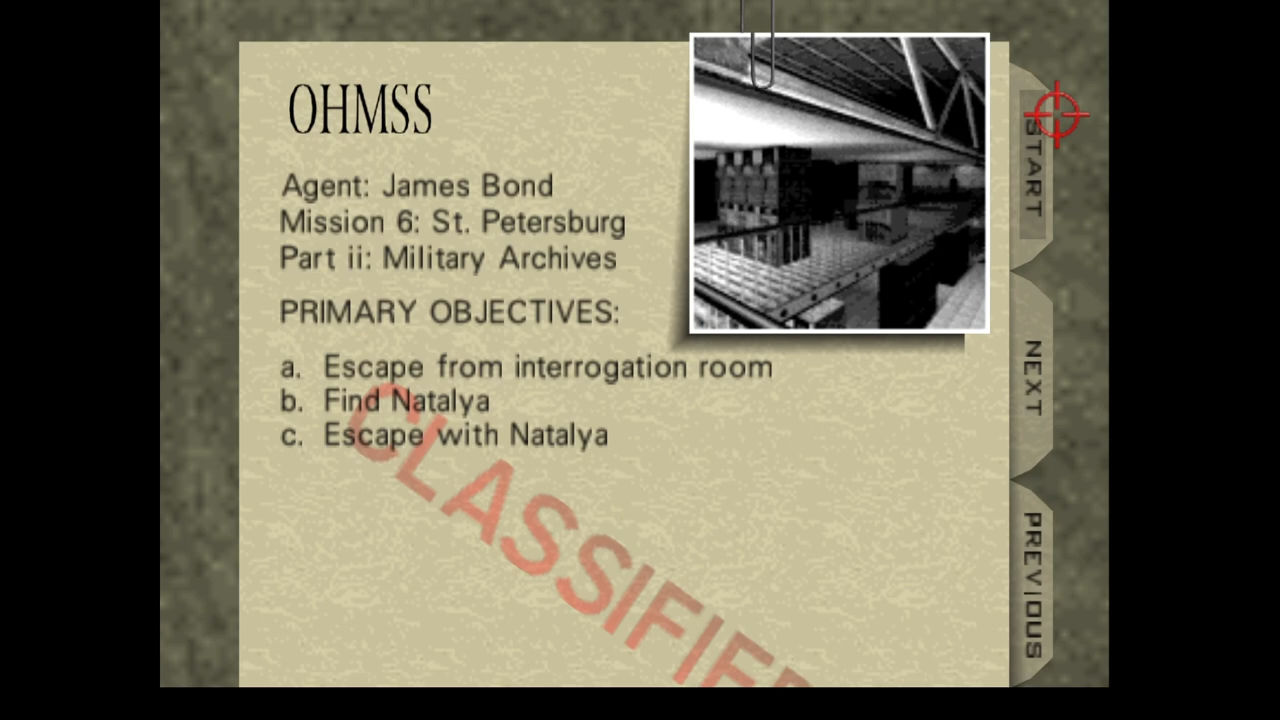 OHMSS
Agent: James Bond
Mission 6: St. Petersburg
Part ii: Military Archives
PRIMARY OBJECTIVES:
a. Escape from interrogation room
b. Find Natalya
c. Escape with Natalya
CLASSIFIED
START
NEXT
PREVIOUS